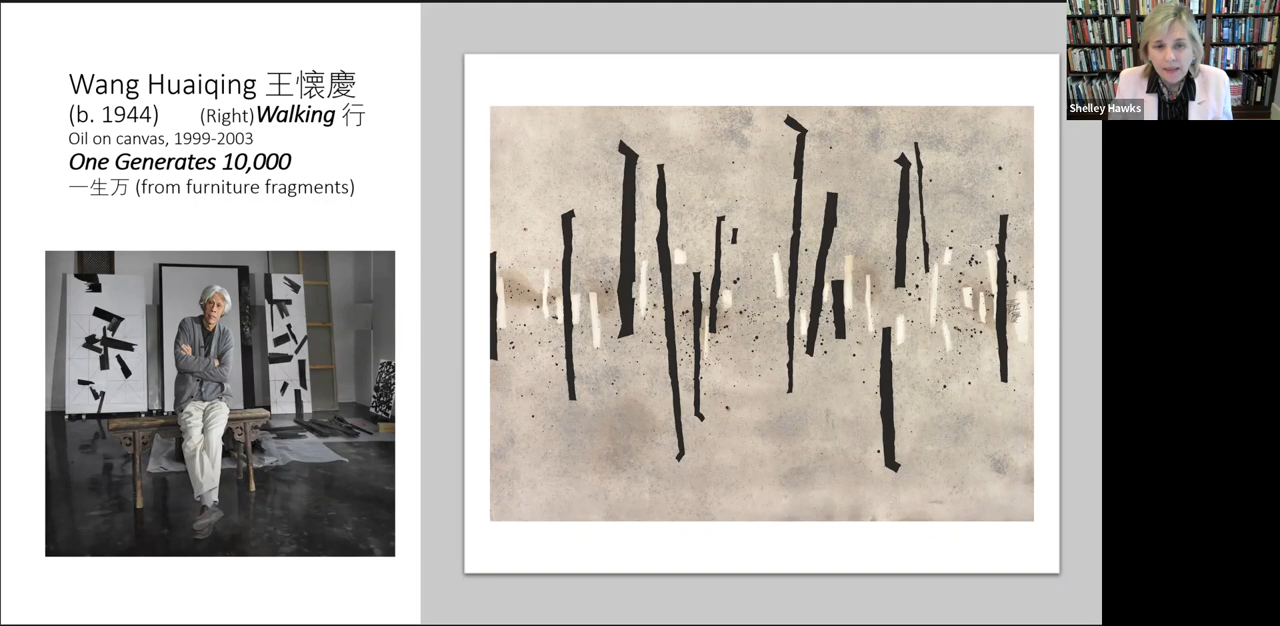 Wang Huaiqing 王懷慶
(b. 1944) (Right)Walking 行
Oil on canvas, 1999-2003
One Generates 10,000
一生万 (from furniture fragments)
Shelley Hawks